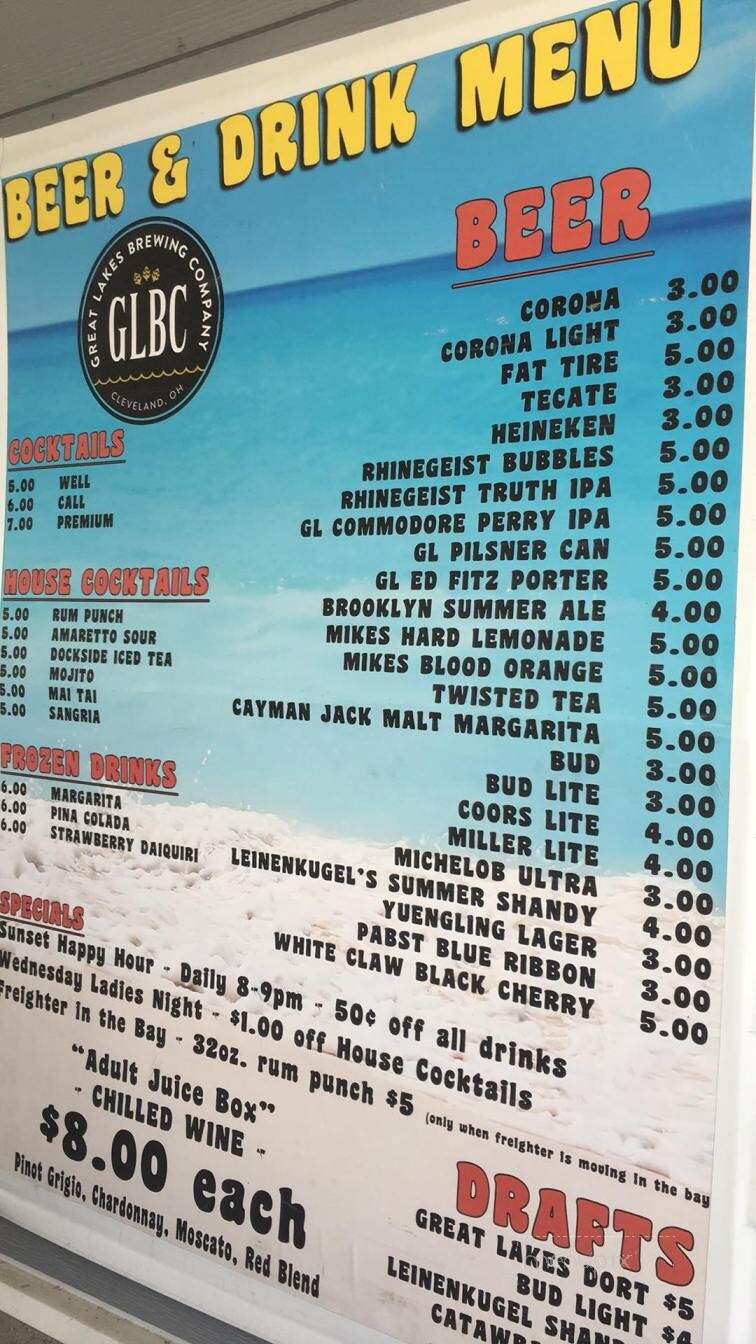 BEER & DRINK MENU
GREAT LAKES BREWING COMPANY
GLBC
CLEVELAND, OH
COCKTAILS
5.00 WELL
6.00 CALL
7.00 PREMIUM
HOUSE COCKTAILS
5.00 RUM PUNCH
5.00 AMARETTO SOUR
5.00 DOCKSIDE ICED TEA
5.00 MOJITO
5.00 MAI TAI
5.00 SANGRIA
FROZEN DRINKS
6.00 MARGARITA
6.00 PINA COLADA
6.00 STRAWBERRY DAIQUIRI
BEER
CORONA 3.00
CORONA LIGHT 3.00
FAT TIRE 5.00
TECATE 3.00
HEINEKEN 3.00
RHINEGEIST BUBBLES 5.00
RHINEGEIST TRUTH IPA 5.00
GL COMMODORE PERRY IPA 5.00
GL PILSNER CAN 5.00
GL ED FITZ PORTER 5.00
BROOKLYN SUMMER ALE 4.00
MIKES HARD LEMONADE 5.00
MIKES BLOOD ORANGE 5.00
TWISTED TEA 5.00
CAYMAN JACK MALT MARGARITA 5.00
BUD 3.00
BUD LITE 3.00
COORS LITE 4.00
MILLER LITE 4.00
MICHELOB ULTRA 3.00
LEINENKUGEL'S SUMMER SHANDY 4.00
YUENGLING LAGER 3.00
PABST BLUE RIBBON 3.00
WHITE CLAW BLACK CHERRY 5.00
SPECIALS
Sunset Happy Hour - Daily 8-9pm - 50¢ off all drinks
Wednesday Ladies Night - $1.00 off House Cocktails
Freighter in the Bay - 32oz. rum punch $5 (only when freighter is moving in the bay
"Adult Juice Box"
- CHILLED WINE -
$8.00 each
Pinot Grigio, Chardonnay, Moscato, Red Blend
DRAFTS
GREAT LAKES DORT $5
BUD LIGHT
LEINENKUGEL